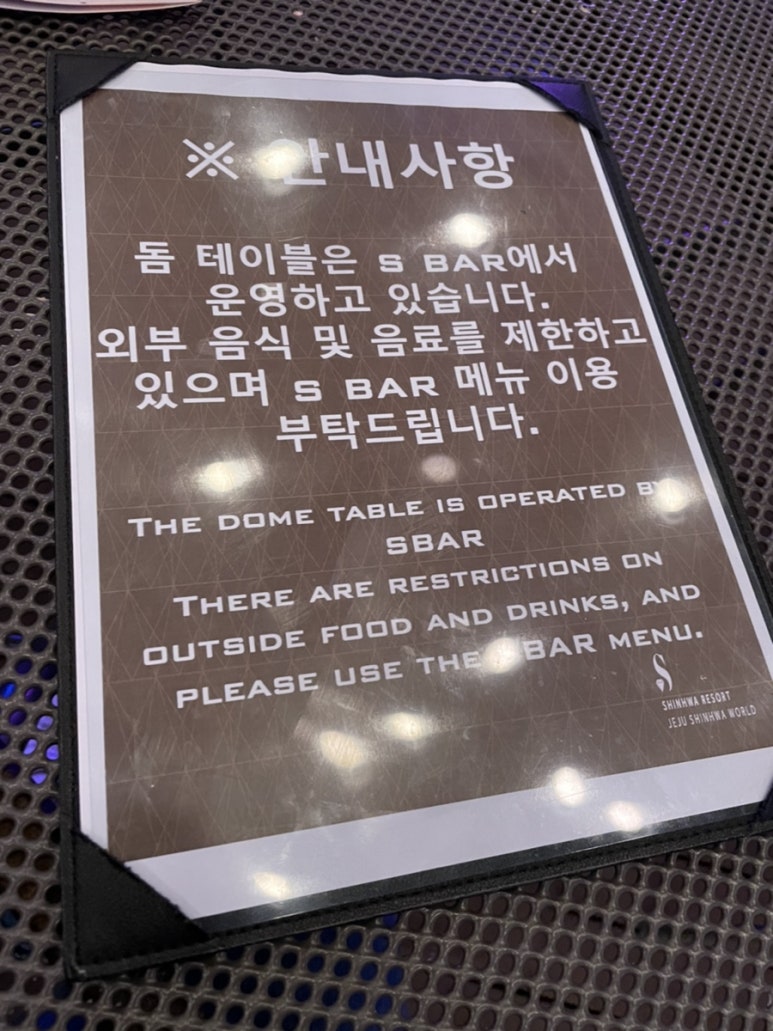 ※ 안내사항
돔 테이블은 S BAR에서
운영하고 있습니다.
외부 음식 및 음료를 제한하고
있으며 S BAR 메뉴 이용
부탁드립니다.
THE DOME TABLE IS OPERATED BY
SBAR
THERE ARE RESTRICTIONS ON
OUTSIDE FOOD AND DRINKS, AND
PLEASE USE THE SBAR MENU.
SHINHWA RESORT
JEJU SHINHWA WORLD